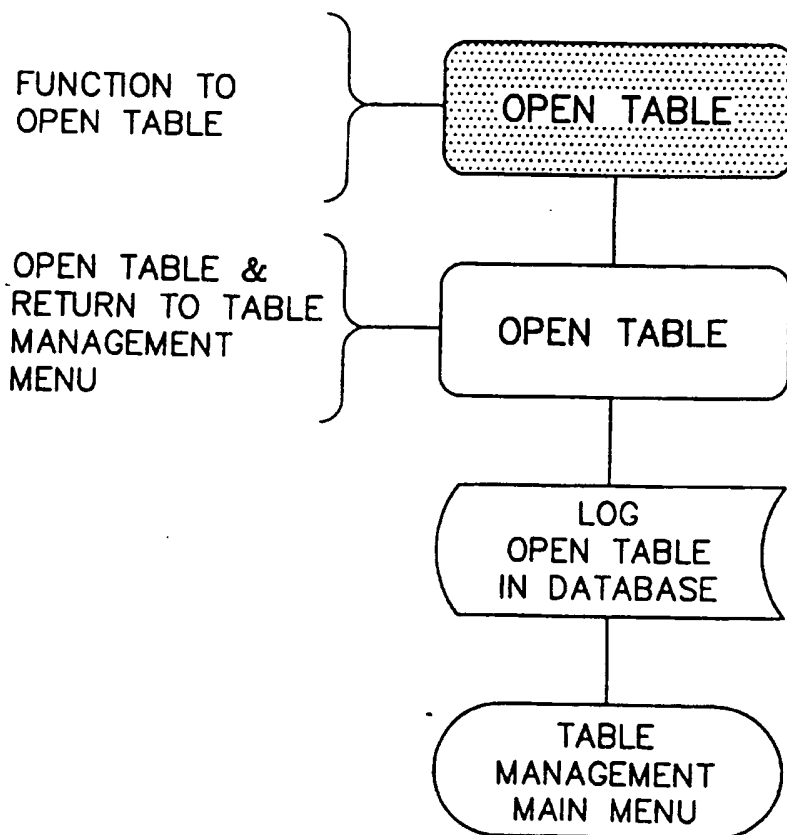 FUNCTION TO
OPEN TABLE
OPEN TABLE
OPEN TABLE &
RETURN TO TABLE
MANAGEMENT
MENU
OPEN TABLE
LOG
OPEN TABLE
IN DATABASE
TABLE
MANAGEMENT
MAIN MENU